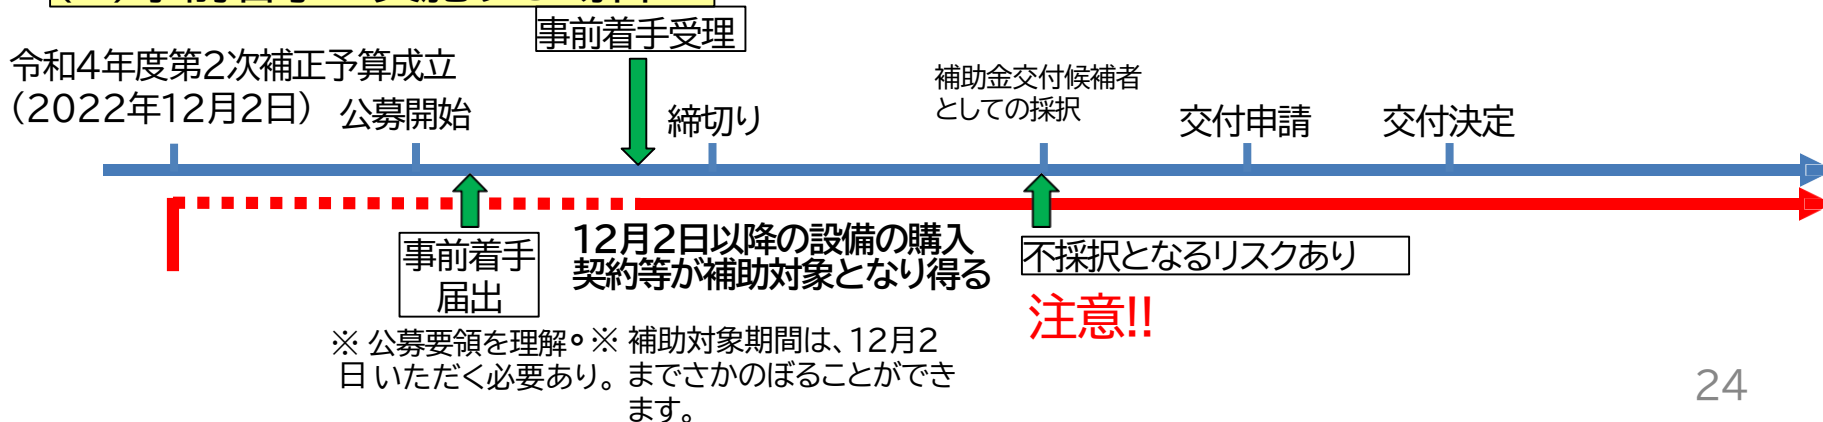 事前着手受理
令和4年度第2次補正予算成立
(2022年12月2日)
公募開始
締切り
補助金交付候補者
としての採択
交付申請
交付決定
事前着手
届出
12月2日以降の設備の購入
契約等が補助対象となり得る
不採択となるリスクあり
注意!!
※ 公募要領を理解。※ 補助対象期間は、12月2
日いただく必要あり。 までさかのぼることができ
ます。
24